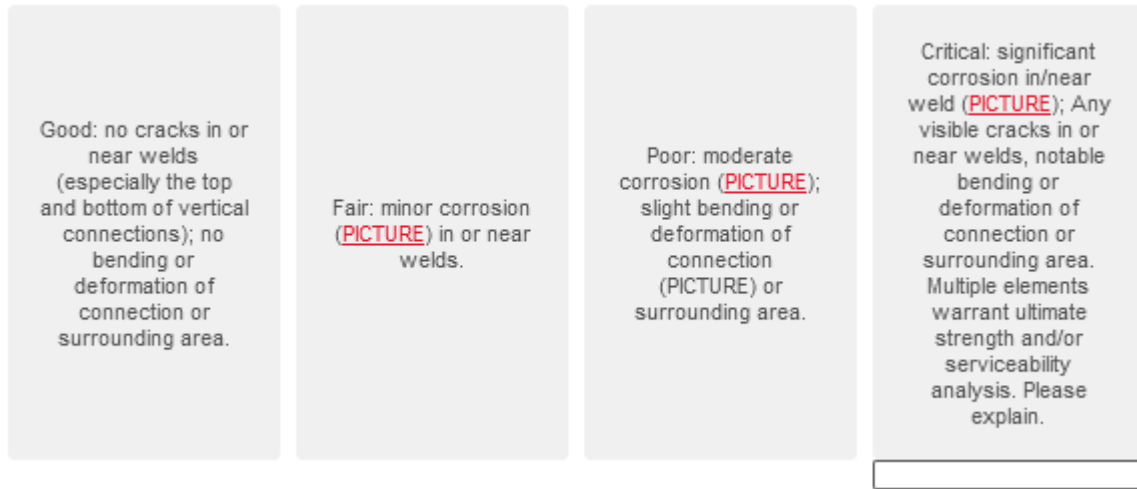 Good: no cracks in or
near welds
(especially the top
and bottom of vertical
connections); no
bending or
deformation of
connection or
surrounding area.
Fair: minor corrosion
(PICTURE) in or near
welds.
Poor: moderate
corrosion (PICTURE);
slight bending or
deformation of
connection
(PICTURE) or
surrounding area.
Critical: significant
corrosion in/near
weld (PICTURE); Any
visible cracks in or
near welds, notable
bending or
deformation of
connection or
surrounding area.
Multiple elements
warrant ultimate
strength and/or
serviceability
analysis. Please
explain.